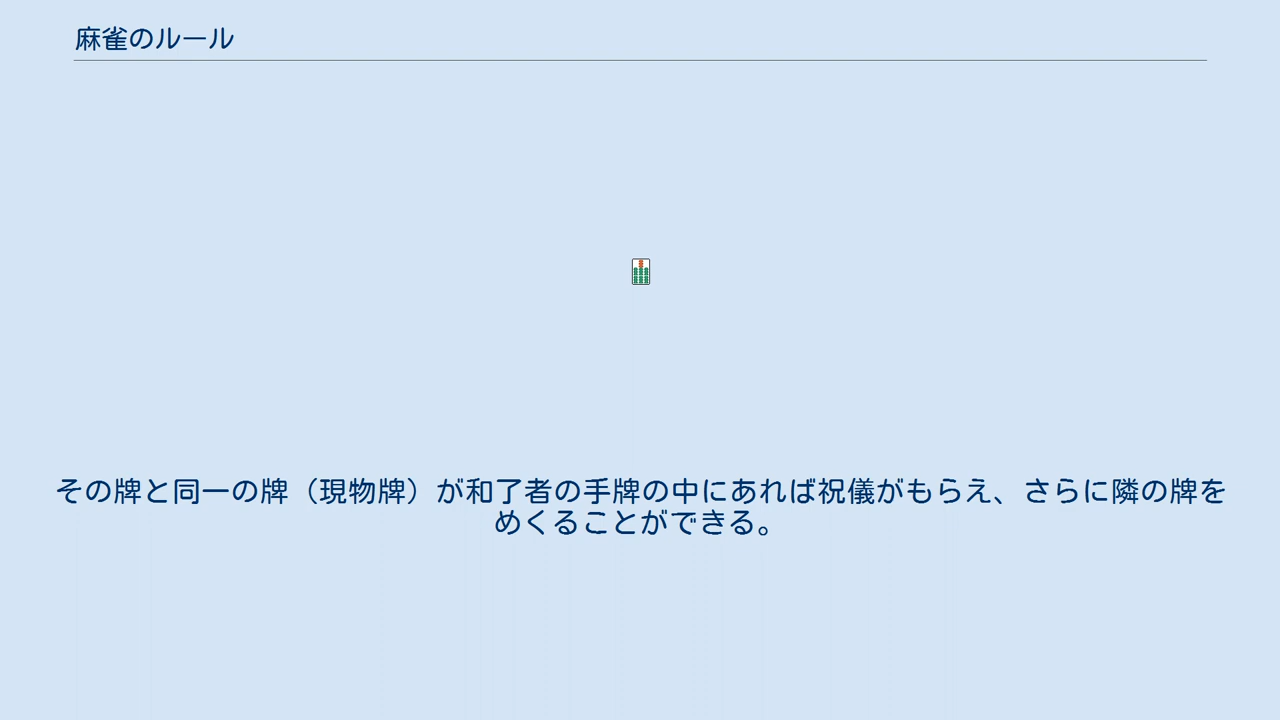 麻雀のルール
その牌と同一の牌（現物牌）が和了者の手牌の中にあれば祝儀がもらえ、さらに隣の牌を
めくることができる。